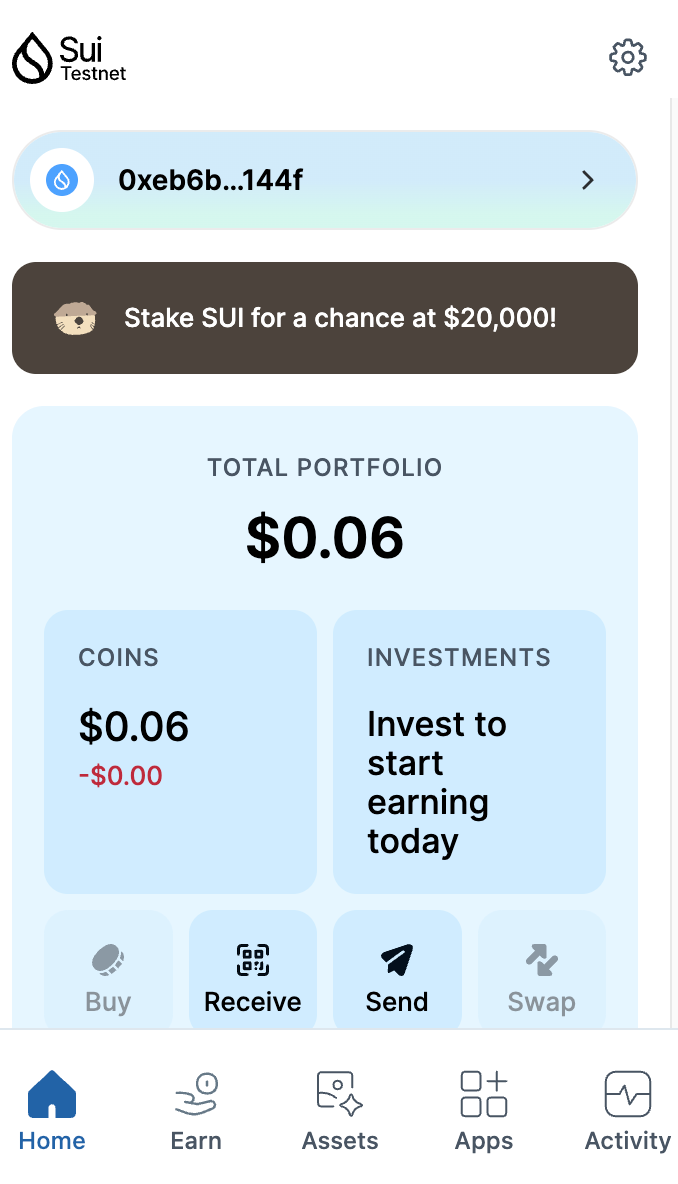 Sui
Testnet
0xeb6b...144f
Stake SUI for a chance at $20,000!
TOTAL PORTFOLIO
$0.06
COINS
$0.06
-$0.00
INVESTMENTS
Invest to
start
earning
today
Buy
Receive
Send
Swap
Home
Earn
Assets
Apps
Activity